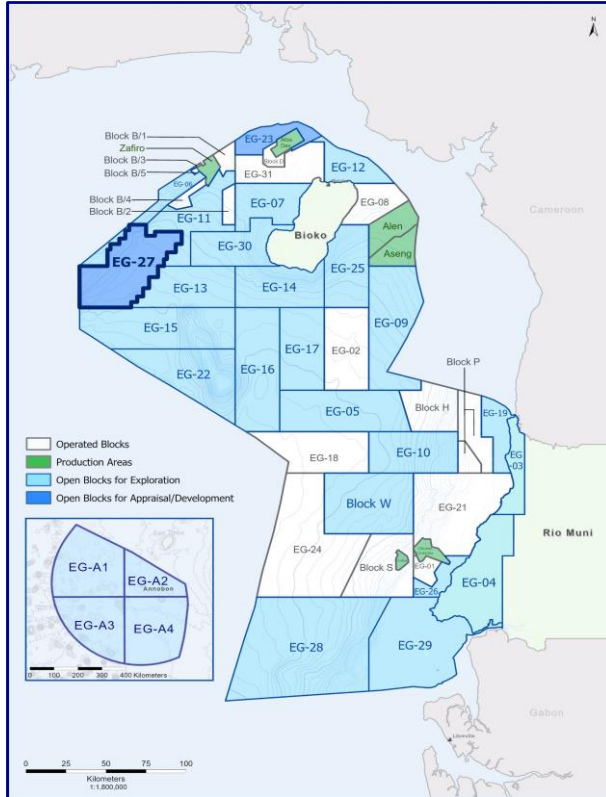 N
Block B/1
Zafiro
Block B/3
Block B/5
Block B/4
Block B/2
EG-23
Alba
Block D
EG-31
EG-12
EG-06
EG-11
EG-07
EG-08
Bioko
Cameroon
Alen
Aseng
EG-27
EG-30
EG-25
EG-13
EG-14
EG-15
EG-09
EG-17
EG-02
EG-22
EG-16
Block P
EG-05
Block H
EG-19
EG
-03
EG-18
EG-10
Operated Blocks
Production Areas
Open Blocks for Exploration
Open Blocks for Appraisal/Development
Block W
EG-21
Rio Muni
EG-24
Block S
EG-01
EG-26
EG-04
EG-A1
EG-A2
Annobon
EG-A3
EG-A4
0 100 200 300 400 Kilometers
EG-28
EG-29
Gabon
Libreville
0 25 50 75 100
Kilometers
1:1,800,000